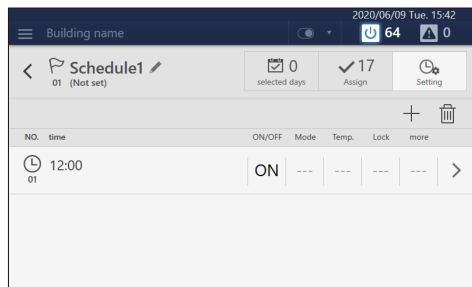 2020/06/09 Tue. 15:42
Building name
64
0
Schedule1
01 (Not set)
0
selected days
17
Assign
Setting
NO. time ON/OFF Mode Temp. Lock more
12:00 ON --- --- --- ---
01